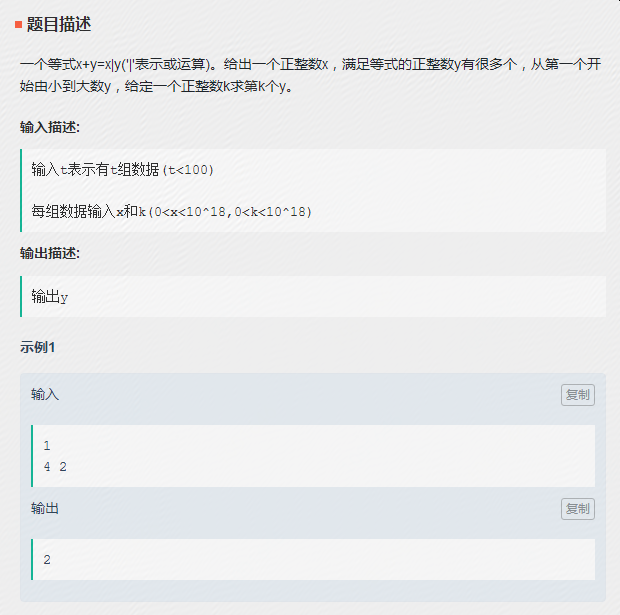 题目描述
一个等式x+y=x|y('|'表示或运算)。给出一个正整数x，满足等式的正整数y有很多个，从第一个开
始由小到大数y，给定一个正整数k求第k个y。
输入描述:
输入t表示有t组数据(t<100)
每组数据输入x和k(0<x<10^18,0<k<10^18)
输出描述:
输出y
示例1
输入
复制
1
4 2
输出
复制
2